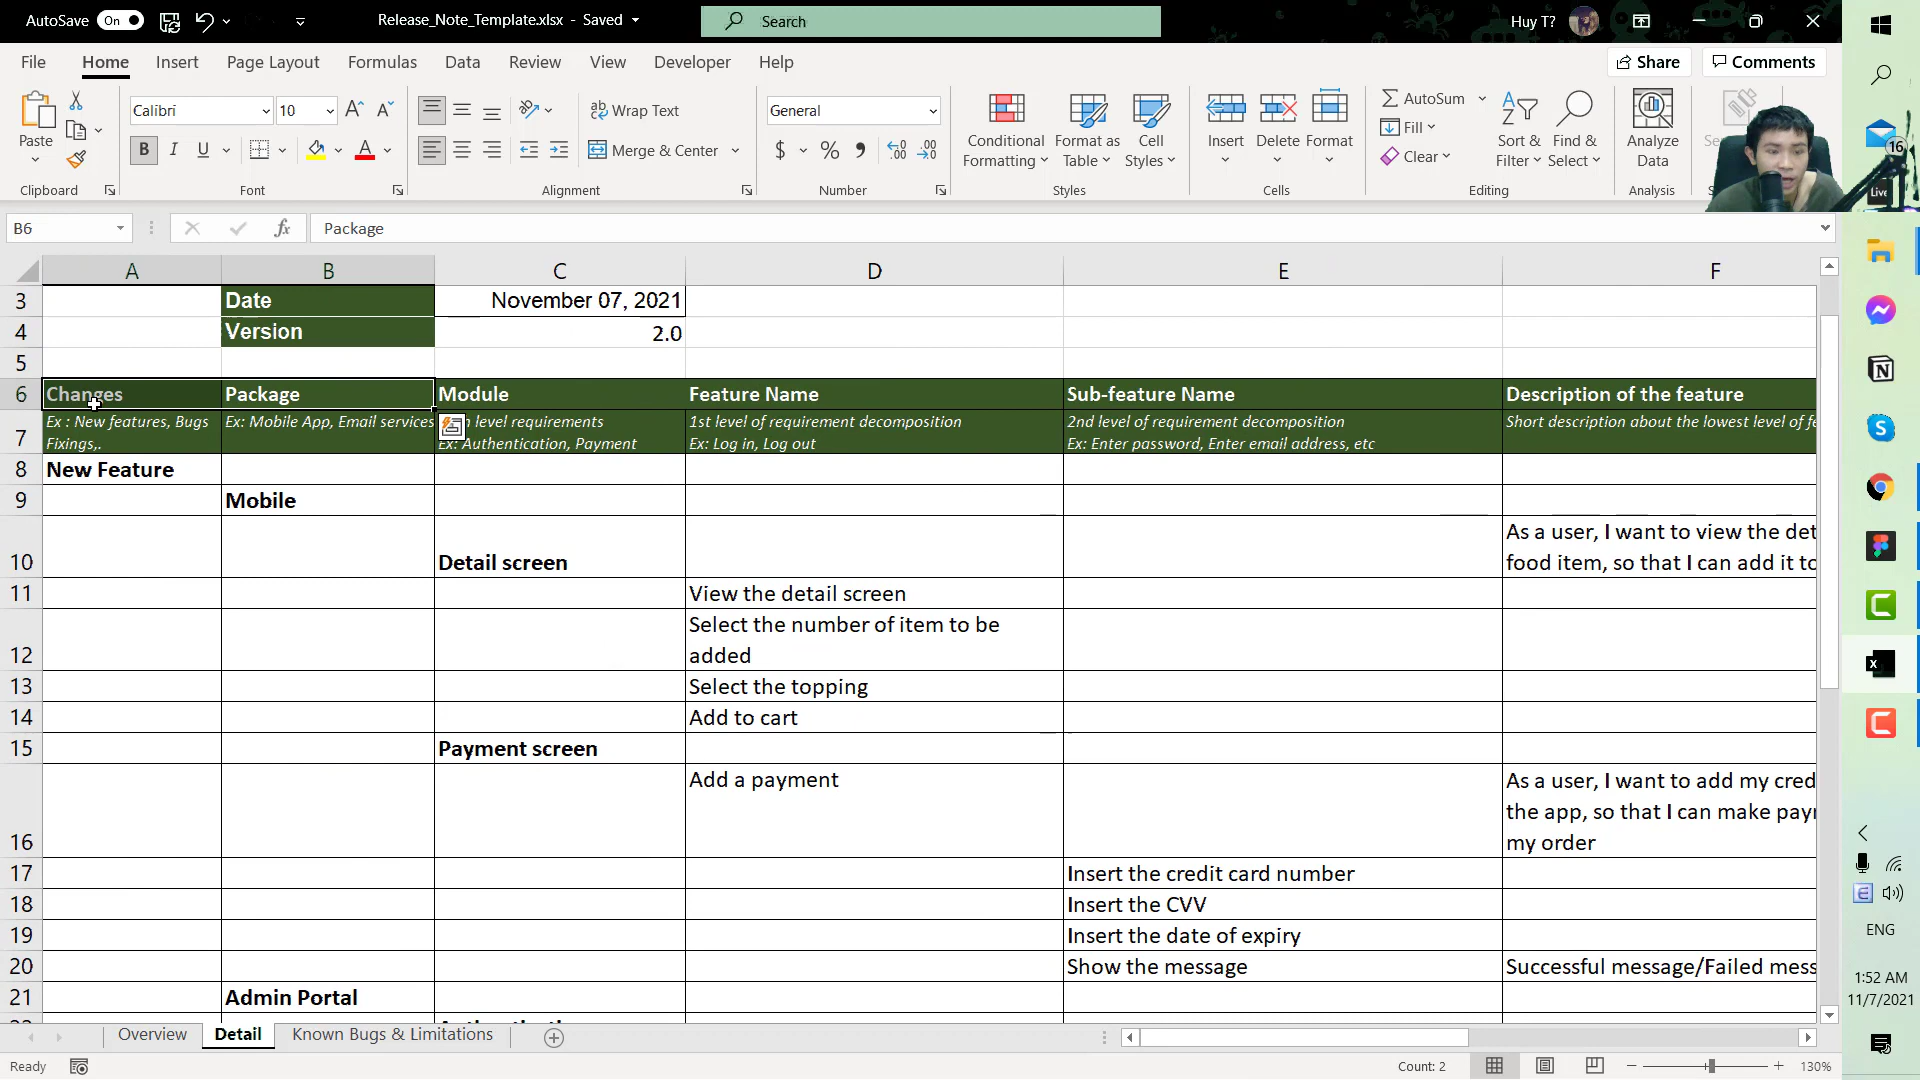 AutoSave On Release_Note_Template.xlsx - Saved Search Huy T?
File Home Insert Page Layout Formulas Data Review View Developer Help Share Comments
Paste Calibri 10 Wrap Text General Conditional Formatting Format as Table Cell Styles Insert Delete Format AutoSum Sort & Filter Find & Select Analyze Data
B I U Merge & Center $ % Fill
Clear
Clipboard Font Alignment Number Styles Cells Editing Analysis
16
Live
B6 fx Package
A B C D E F
3 Date November 07, 2021
4 Version 2.0
5
6 Changes Package Module Feature Name Sub-feature Name Description of the feature
7 Ex : New features, Bugs Ex: Mobile App, Email services level requirements 1st level of requirement decomposition 2nd level of requirement decomposition Short description about the lowest level of
Fixings,. Ex: Authentication, Payment Ex: Log in, Log out Ex: Enter password, Enter email address, etc
8 New Feature
9 Mobile
10 Detail screen As a user, I want to view the det
food item, so that I can add it to
11 View the detail screen
12 Select the number of item to be
added
13 Select the topping
14 Add to cart
15 Payment screen
16 Add a payment As a user, I want to add my cred
the app, so that I can make payr
my order
17 Insert the credit card number
18 Insert the CVV
19 Insert the date of expiry
20 Show the message Successful message/Failed mess
21 Admin Portal
Overview Detail Known Bugs & Limitations
Ready Count: 2 130%
ENG
1:52 AM
11/7/2021